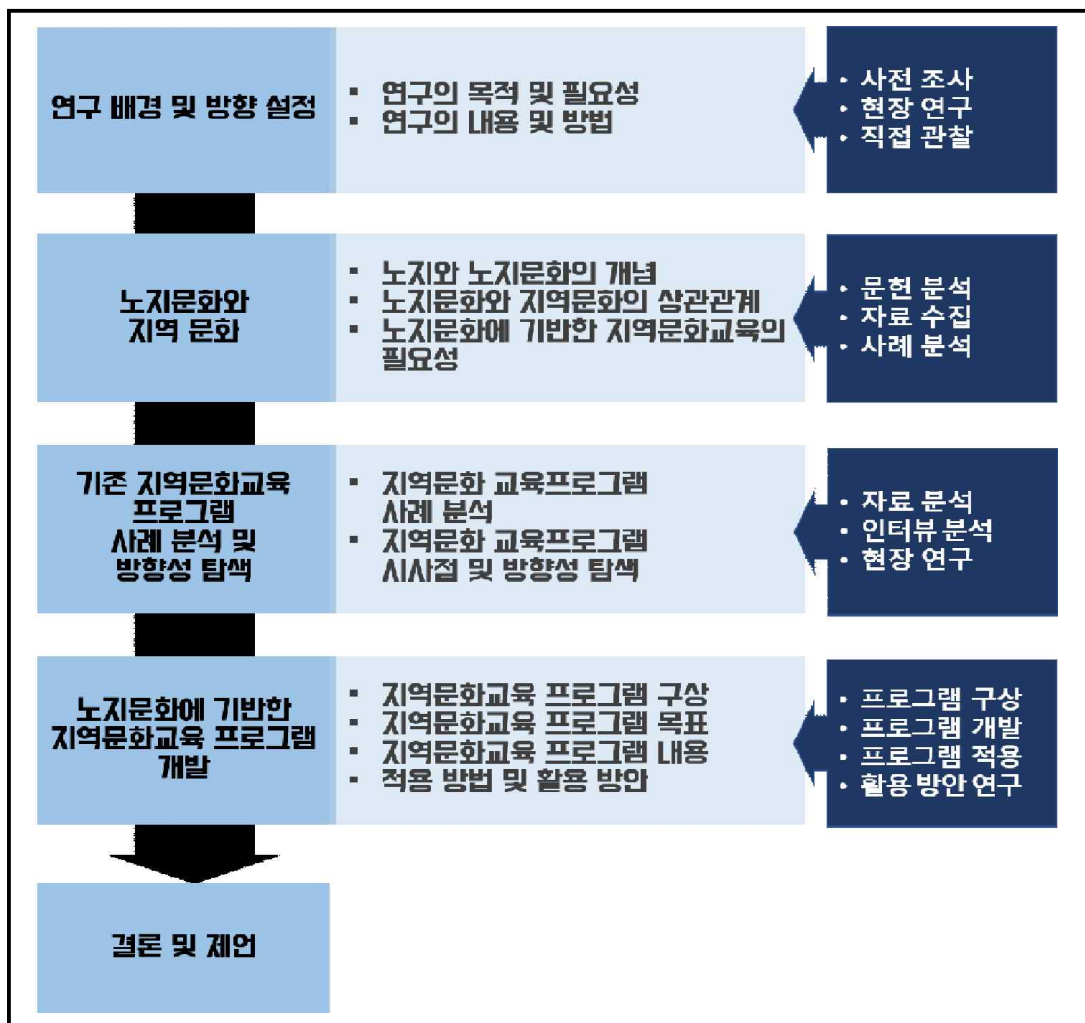 연구 배경 및 방향 설정
▪ 연구의 목적 및 필요성
▪ 연구의 내용 및 방법
• 사전 조사
• 현장 연구
• 직접 관찰
노지문화와
지역 문화
▪ 노지와 노지문화의 개념
▪ 노지문화와 지역문화의 상관관계
▪ 노지문화에 기반한 지역문화교육의
필요성
• 문헌 분석
• 자료 수집
• 사례 분석
기존 지역문화교육
프로그램
사례 분석 및
방향성 탐색
▪ 지역문화 교육프로그램
사례 분석
▪ 지역문화 교육프로그램
시사점 및 방향성 탐색
• 자료 분석
• 인터뷰 분석
• 현장 연구
노지문화에 기반한
지역문화교육 프로그램
개발
▪ 지역문화교육 프로그램 구상
▪ 지역문화교육 프로그램 목표
▪ 지역문화교육 프로그램 내용
▪ 적용 방법 및 활용 방안
• 프로그램 구상
• 프로그램 개발
• 프로그램 적용
• 활용 방안 연구
결론 및 제언